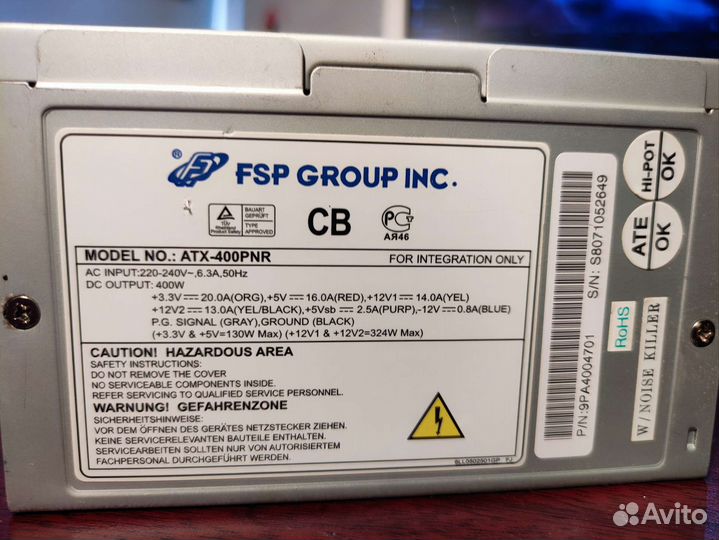 FSP GROUP INC.
TÜV
Rheinland
Product Safety
BAUART
GEPRÜFT
TYPE
APPROVED
CB
АЯ46
MODEL NO.: ATX-400PNR
FOR INTEGRATION ONLY
AC INPUT:220-240V~,6.3A,50Hz
DC OUTPUT: 400W
+3.3V ⎓ 20.0A(ORG),+5V ⎓ 16.0A(RED),+12V1 ⎓ 14.0A(YEL)
+12V2 ⎓ 13.0A(YEL/BLACK),+5Vsb ⎓ 2.5A(PURP),-12V ⎓ 0.8A(BLUE)
P.G. SIGNAL (GRAY),GROUND (BLACK)
(+3.3V & +5V=130W Max) (+12V1 & +12V2=324W Max)
CAUTION! HAZARDOUS AREA
SAFETY INSTRUCTIONS:
DO NOT REMOVE THE COVER
NO SERVICEABLE COMPONENTS INSIDE.
REFER SERVICING TO QUALIFIED SERVICE PERSONNEL.
WARNUNG! GEFAHRENZONE
SICHERHEITSHINWEISE:
VOR DEM ÖFFNEN DES GERÄTES NETZSTECKER ZIEHEN.
KEINE SERVICERELEVANTEN BAUTEILE ENTHALTEN.
SERVICEARBEITEN SOLLTEN NUR AUSGEBILDETEM
FACHPERSONAL DURCHGEFÜHRT WERDEN.
P/N:9PA4004701
S/N: S8071052649
HI-POT
OK
ATE
OK
RoHS
W/NOISE KILLER
Avito